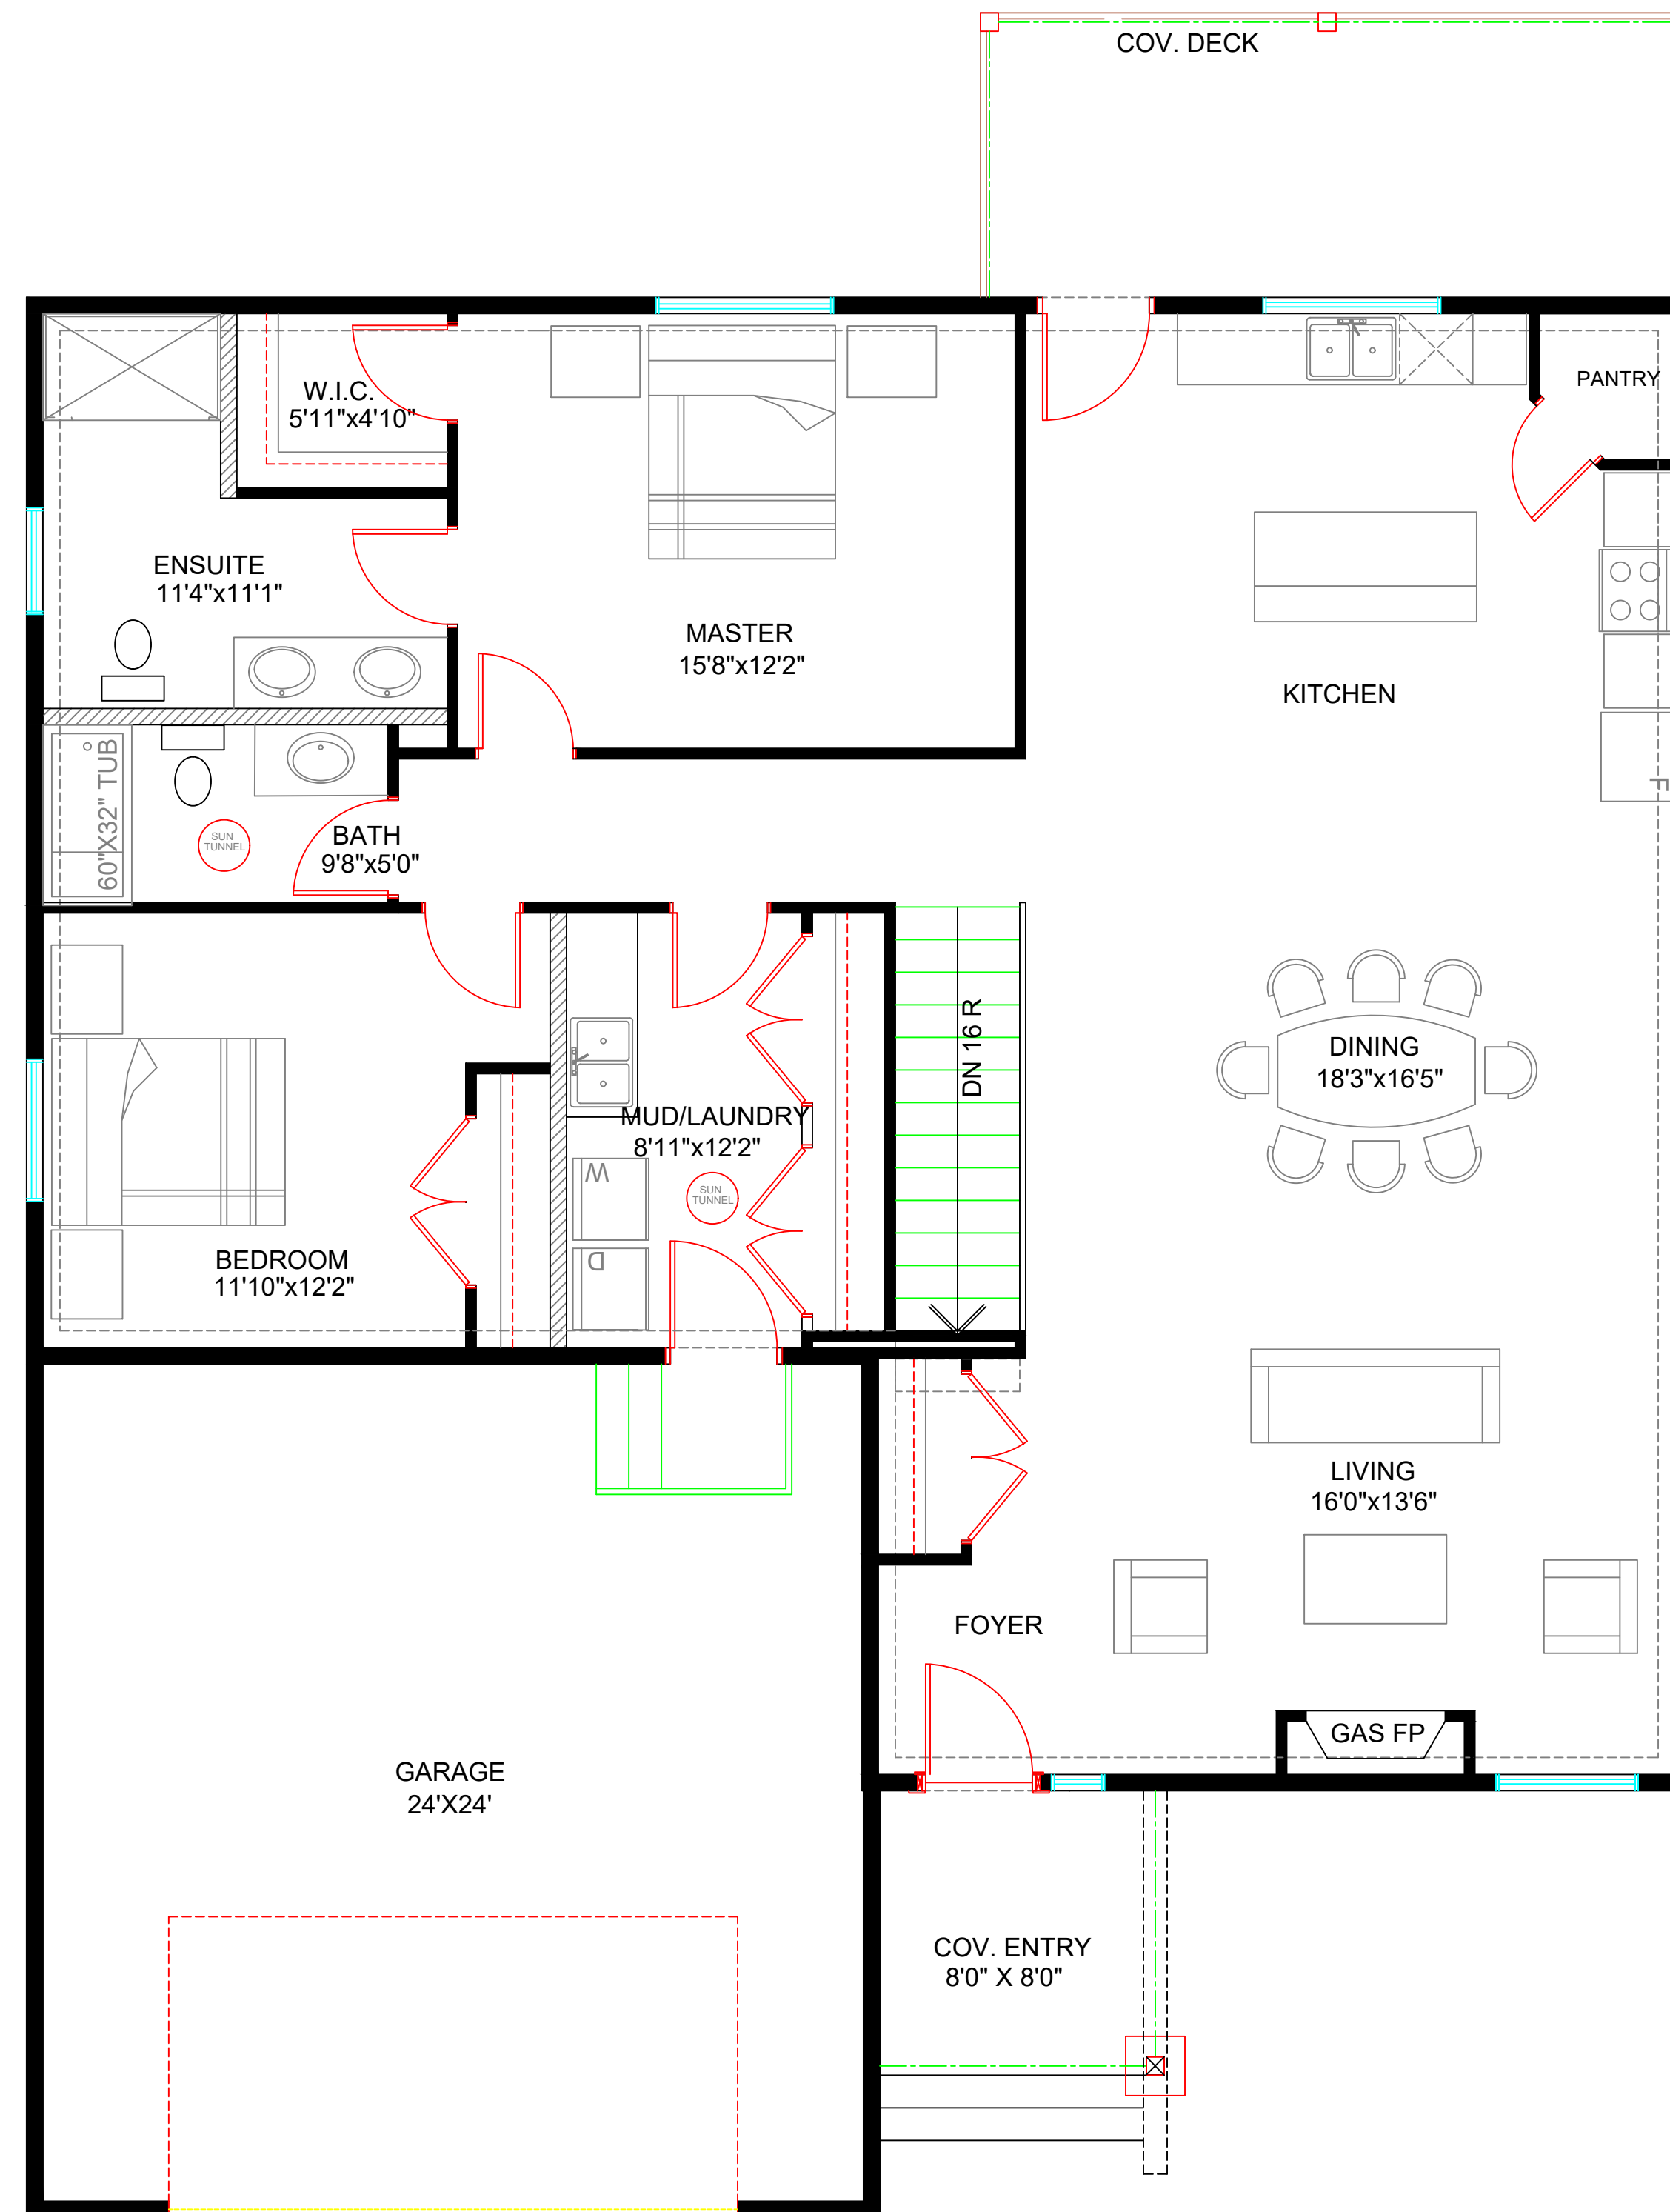 COV. DECK
W.I.C.
5'11"x4'10"
PANTRY
ENSUITE
11'4"x11'1"
MASTER
15'8"x12'2"
KITCHEN
60"X32" TUB
SUN
TUNNEL
BATH
9'8"x5'0"
F
DN 16 R
DINING
18'3"x16'5"
MUD/LAUNDRY
8'11"x12'2"
W
SUN
TUNNEL
D
BEDROOM
11'10"x12'2"
LIVING
16'0"x13'6"
FOYER
GAS FP
GARAGE
24'X24'
COV. ENTRY
8'0" X 8'0"